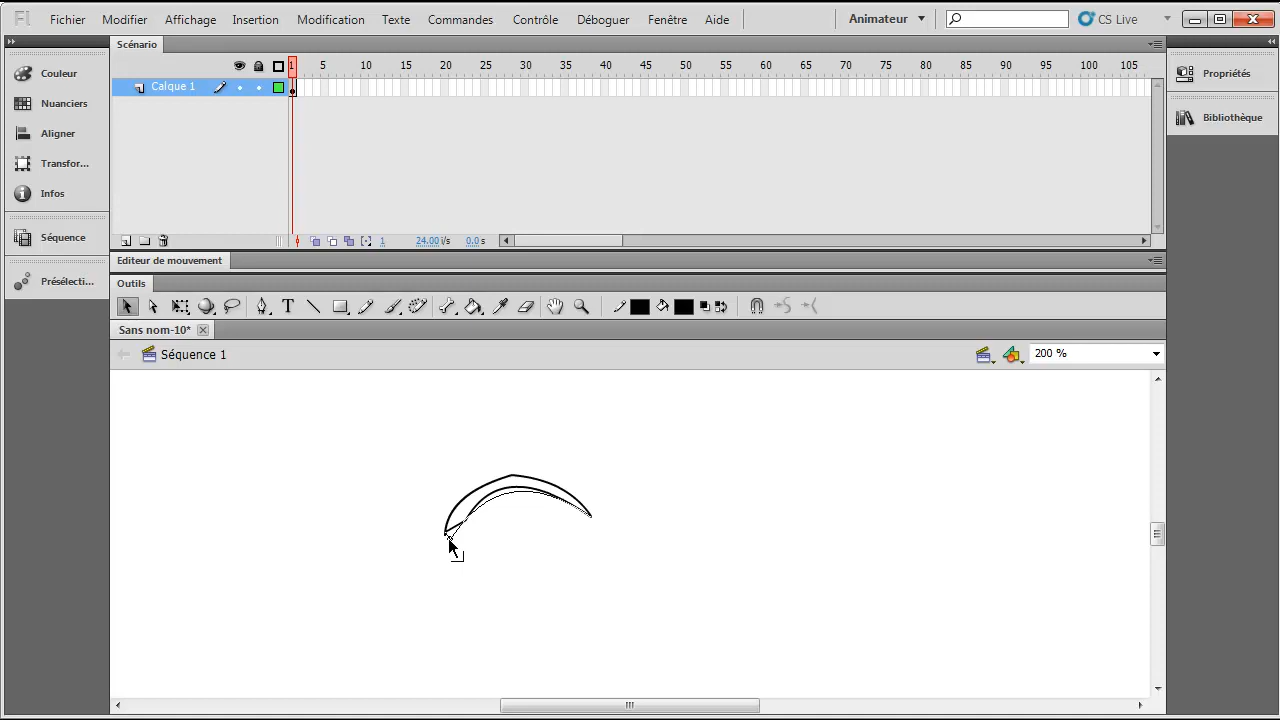 Fl Fichier Modifier Affichage Insertion Modification Texte Commandes Contrôle Déboguer Fenêtre Aide Animateur CS Live
Scénario
1 5 10 15 20 25 30 35 40 45 50 55 60 65 70 75 80 85 90 95 100 105
Calque 1
Couleur
Nuanciers
Aligner
Transfor...
Infos
Séquence
Présélecti...
Propriétés
Bibliothèque
1 24.00 i/s 0.0 s
Editeur de mouvement
Outils
T
Sans nom-10*
Séquence 1
200 %